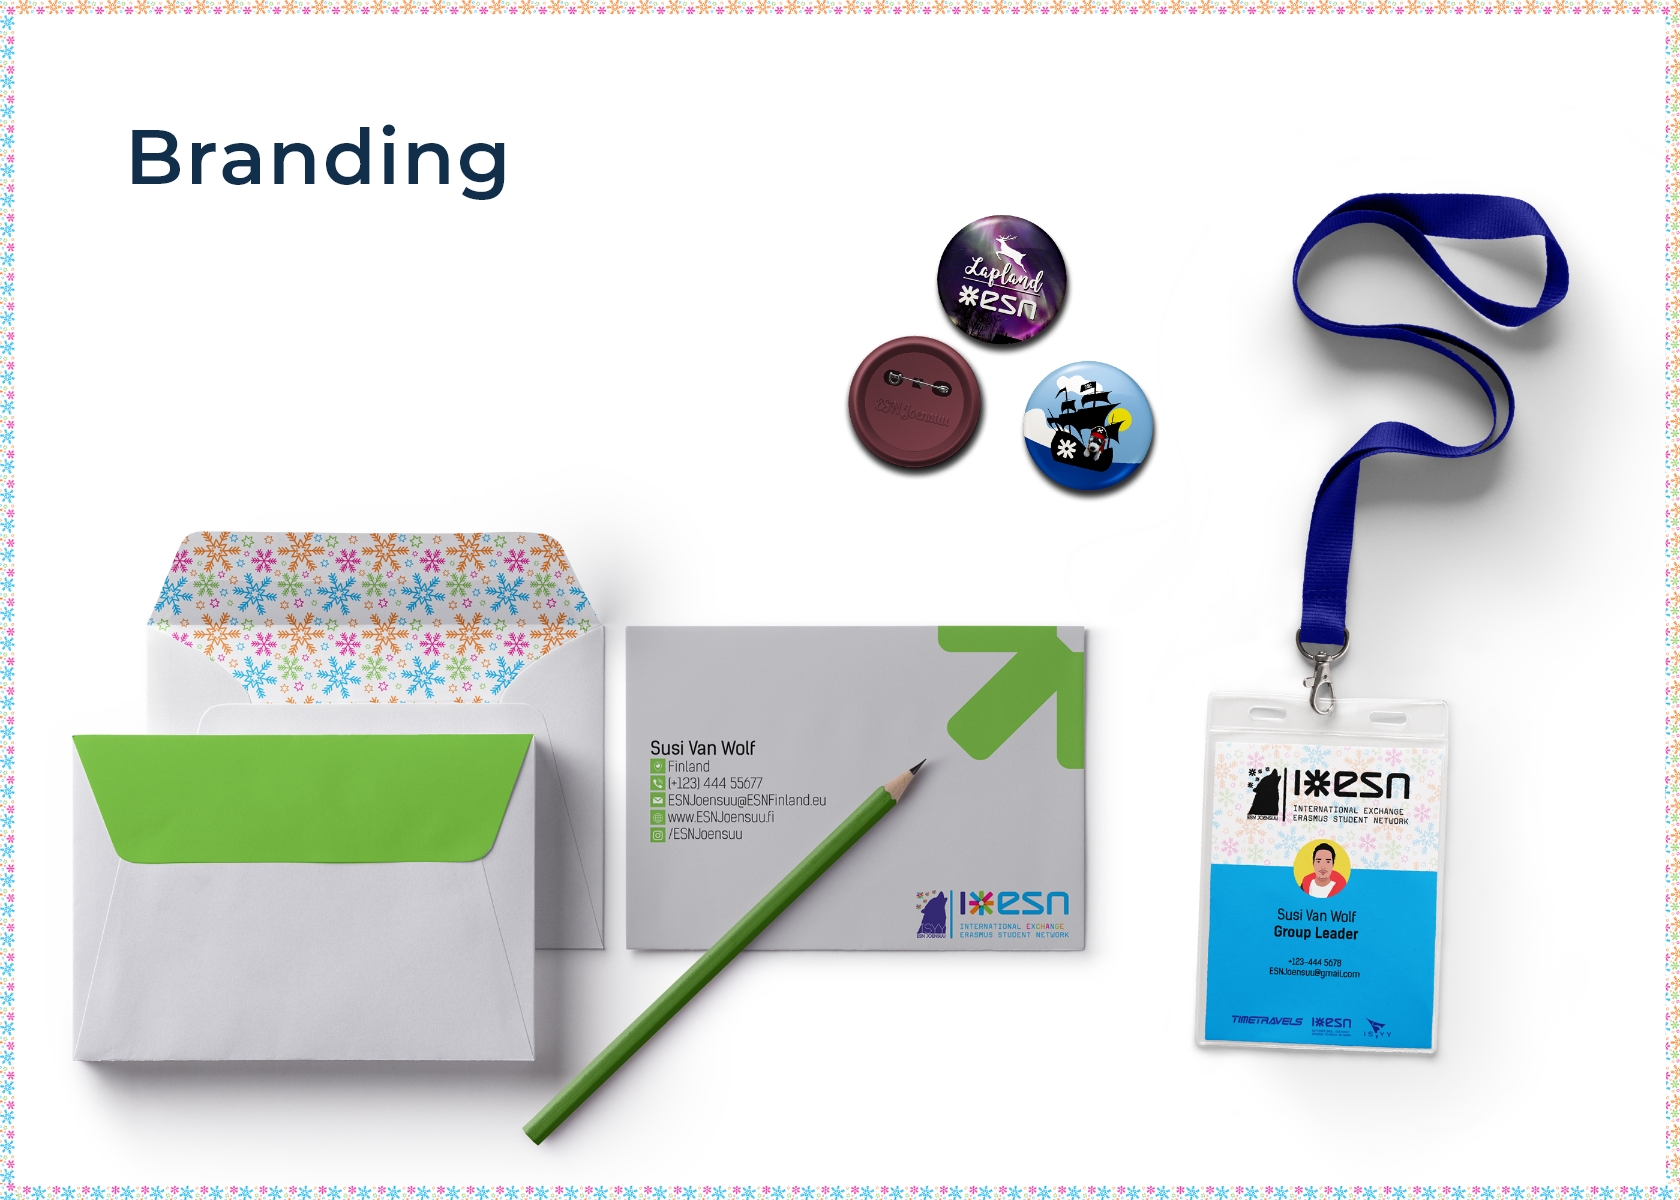 Branding
Lapland
esn
ESN Joensuu
Susi Van Wolf
Finland
(+123) 444 55677
ESNJoensuu@ESNFinland.eu
www.ESNJoensuu.fi
/ESNJoensuu
ISYY
ESN JOENSUU
esn
INTERNATIONAL EXCHANGE
ERASMUS STUDENT NETWORK
ESN JOENSUU
esn
INTERNATIONAL EXCHANGE
ERASMUS STUDENT NETWORK
Susi Van Wolf
Group Leader
+123-444 5678
ESNJoensuu@gmail.com
TIMETRAVELS
esn
ISYY